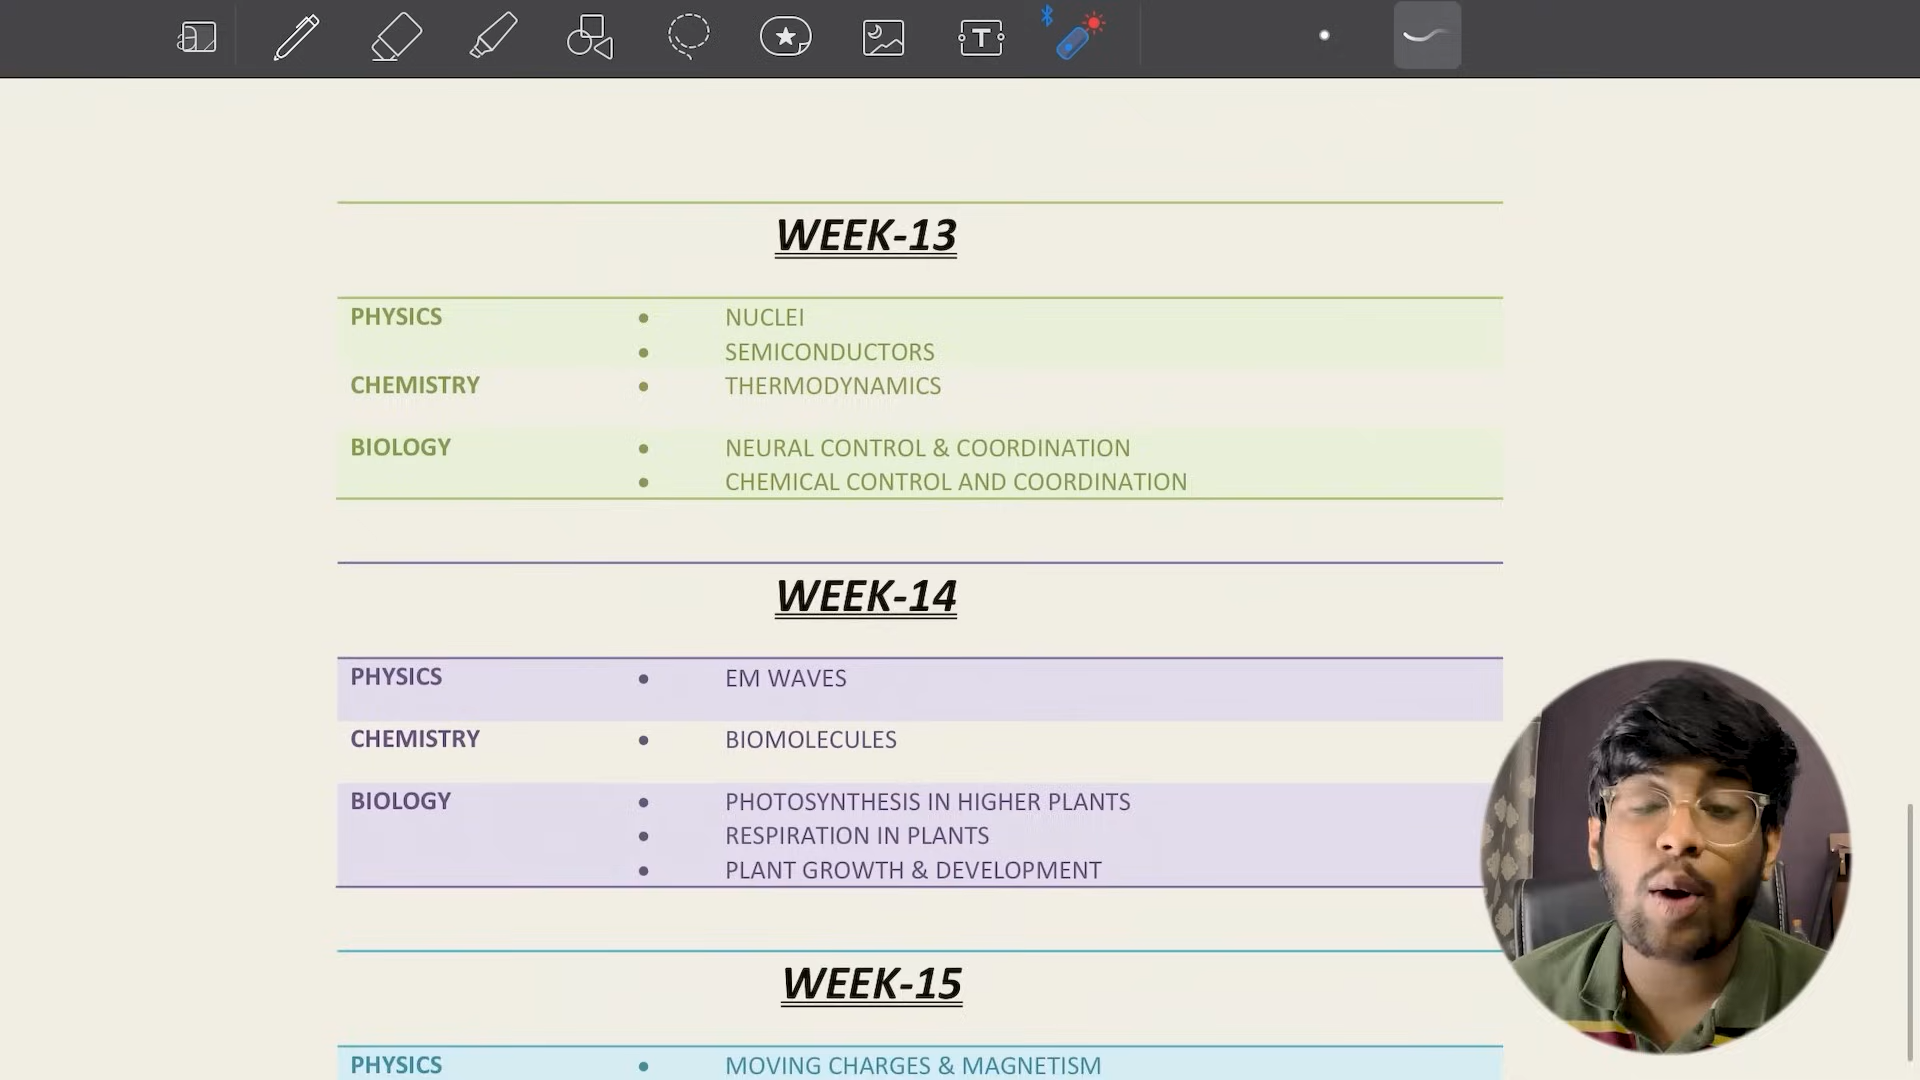 WEEK-13
PHYSICS • NUCLEI
• SEMICONDUCTORS
CHEMISTRY • THERMODYNAMICS
BIOLOGY • NEURAL CONTROL & COORDINATION
• CHEMICAL CONTROL AND COORDINATION
WEEK-14
PHYSICS • EM WAVES
CHEMISTRY • BIOMOLECULES
BIOLOGY • PHOTOSYNTHESIS IN HIGHER PLANTS
• RESPIRATION IN PLANTS
• PLANT GROWTH & DEVELOPMENT
WEEK-15
PHYSICS • MOVING CHARGES & MAGNETISM